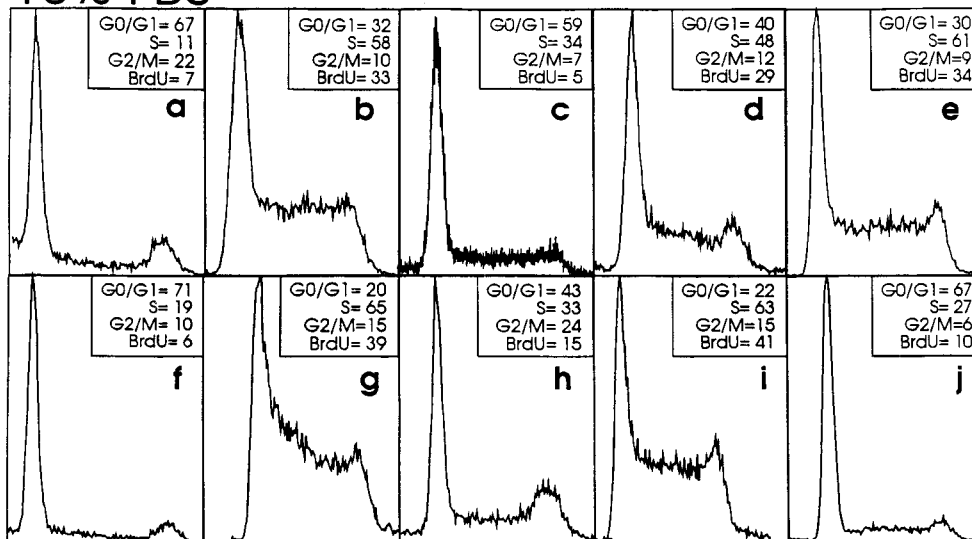 G0/G1= 67
S= 11
G2/M= 22
BrdU= 7
a
G0/G1= 32
S= 58
G2/M= 10
BrdU= 33
b
G0/G1= 59
S= 34
G2/M=7
BrdU= 5
c
G0/G1= 40
S= 48
G2/M= 12
BrdU= 29
d
G0/G1= 30
S= 61
G2/M= 9
BrdU= 34
e
G0/G1= 71
S= 19
G2/M= 10
BrdU= 6
f
G0/G1= 20
S= 65
G2/M=15
BrdU= 39
g
G0/G1= 43
S= 33
G2/M= 24
BrdU= 15
h
G0/G1= 22
S= 63
G2/M=15
BrdU= 41
i
G0/G1= 67
S= 27
G2/M=6
BrdU= 10
j